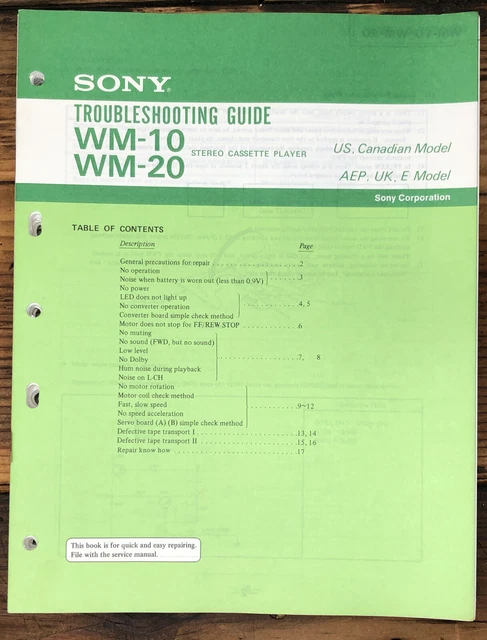 SONY
TROUBLESHOOTING GUIDE
WM-10
WM-20
STEREO CASSETTE PLAYER
US, Canadian Model
AEP, UK, E Model
Sony Corporation
TABLE OF CONTENTS
Description Page
General precautions for repair 2
No operation
Noise when battery is worn out (less than 0.9V) 3
No power
LED does not light up
No converter operation 4, 5
Converter board simple check method
Motor does not stop for F.F/REW STOP 6
No muting
No sound (FWD, but no sound)
Low level
No Dolby 7, 8
Hum noise during playback
Noise on L-CH
No motor rotation
Motor coil check method
Fast, slow speed 9~12
No speed acceleration
Servo board (A) (B) simple check method
Defective tape transport I 13, 14
Defective tape transport II 15, 16
Repair know how 17
This book is for quick and easy repairing.
File with the service manual.